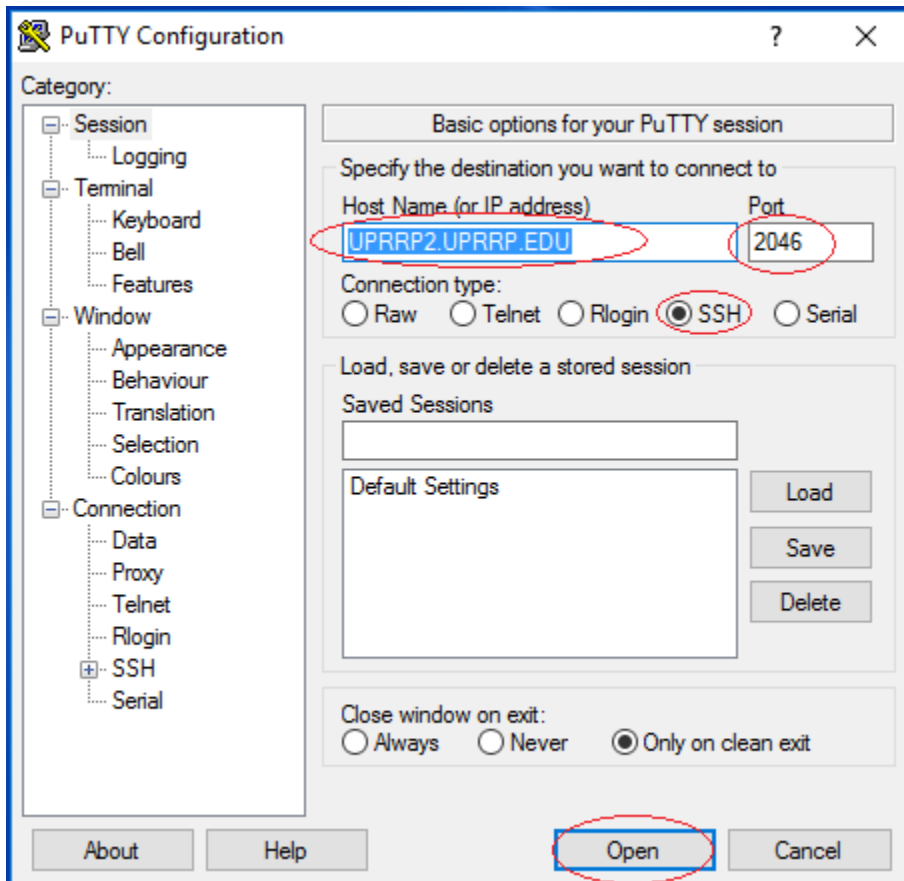 PuTTY Configuration
?
Category:
Session
Logging
Terminal
Keyboard
Bell
Features
Window
Appearance
Behaviour
Translation
Selection
Colours
Connection
Data
Proxy
Telnet
Rlogin
SSH
Serial
Basic options for your PuTTY session
Specify the destination you want to connect to
Host Name (or IP address) Port
UPRRP2.UPRRP.EDU 2046
Connection type:
Raw Telnet Rlogin SSH Serial
Load, save or delete a stored session
Saved Sessions
Default Settings
Load
Save
Delete
Close window on exit:
Always Never Only on clean exit
About Help Open Cancel